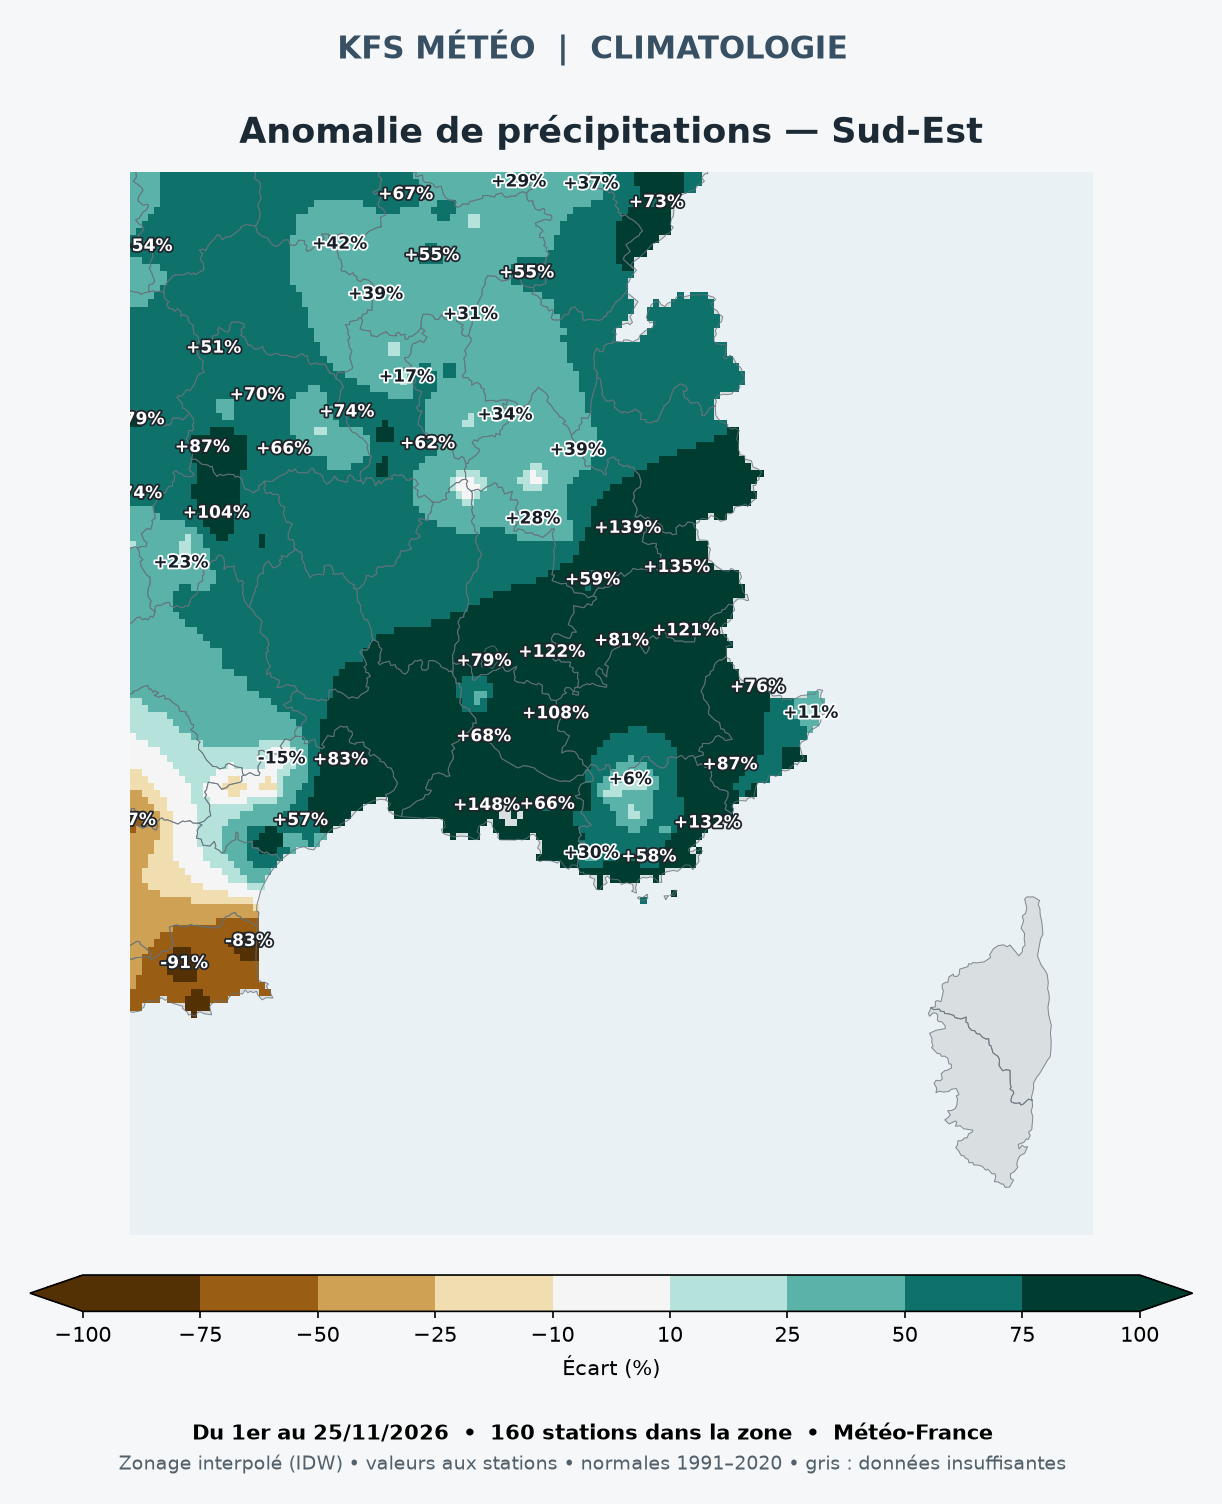 KFS MÉTÉO | CLIMATOLOGIE
Anomalie de précipitations — Sud-Est
+29% +37%
+67%
+73%
54% +42%
+55%
+55%
+39%
+31%
+51%
+17%
+70%
79% +74% +34%
+87% +66% +62% +39%
74%
+104% +28%
+139%
+23% +135%
+59%
+121%
+81%
+79% +122%
+76%
+108% +11%
+68%
-15% +83% +87%
+6%
+148% +66%
7% +57% +132%
+30% +58%
-83%
-91%
−100 −75 −50 −25 −10 10 25 50 75 100
Écart (%)
Du 1er au 25/11/2026 • 160 stations dans la zone • Météo-France
Zonage interpolé (IDW) • valeurs aux stations • normales 1991–2020 • gris : données insuffisantes